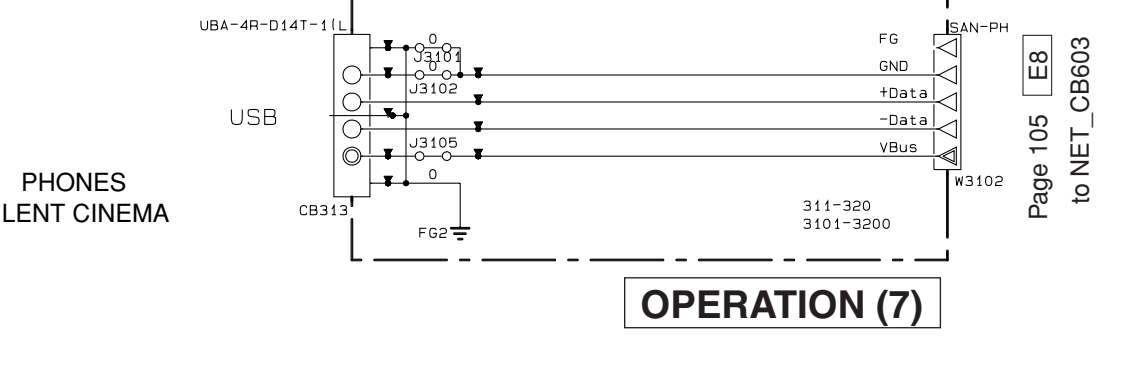 UBA-4R-D14T-1(L
SAN-PH
0
FG
J3101
0
GND
J3102
+Data
USB
-Data
J3105
VBus
0
W3102
PHONES
LENT CINEMA
CB313
FG2
311-320
3101-3200
Page 105 E8
to NET_CB603
OPERATION (7)